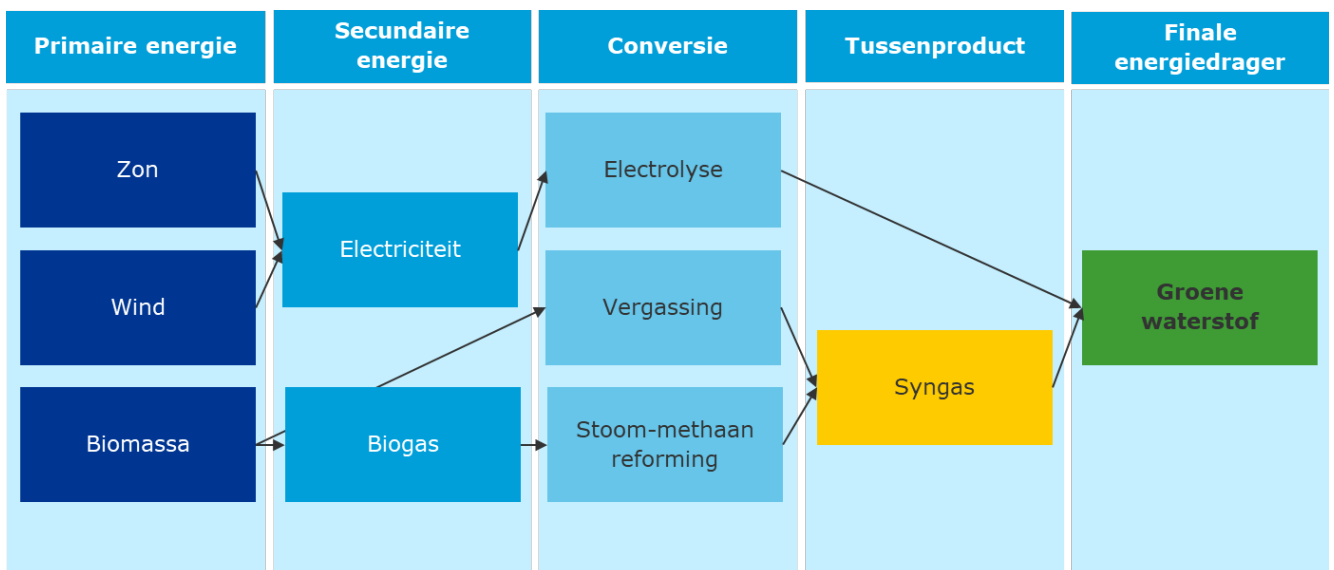 Primaire energie
Secundaire
energie
Conversie
Tussenproduct
Finale
energiedrager
Zon
Electriciteit
Electrolyse
Wind
Vergassing
Groene
waterstof
Syngas
Biomassa
Biogas
Stoom-methaan
reforming